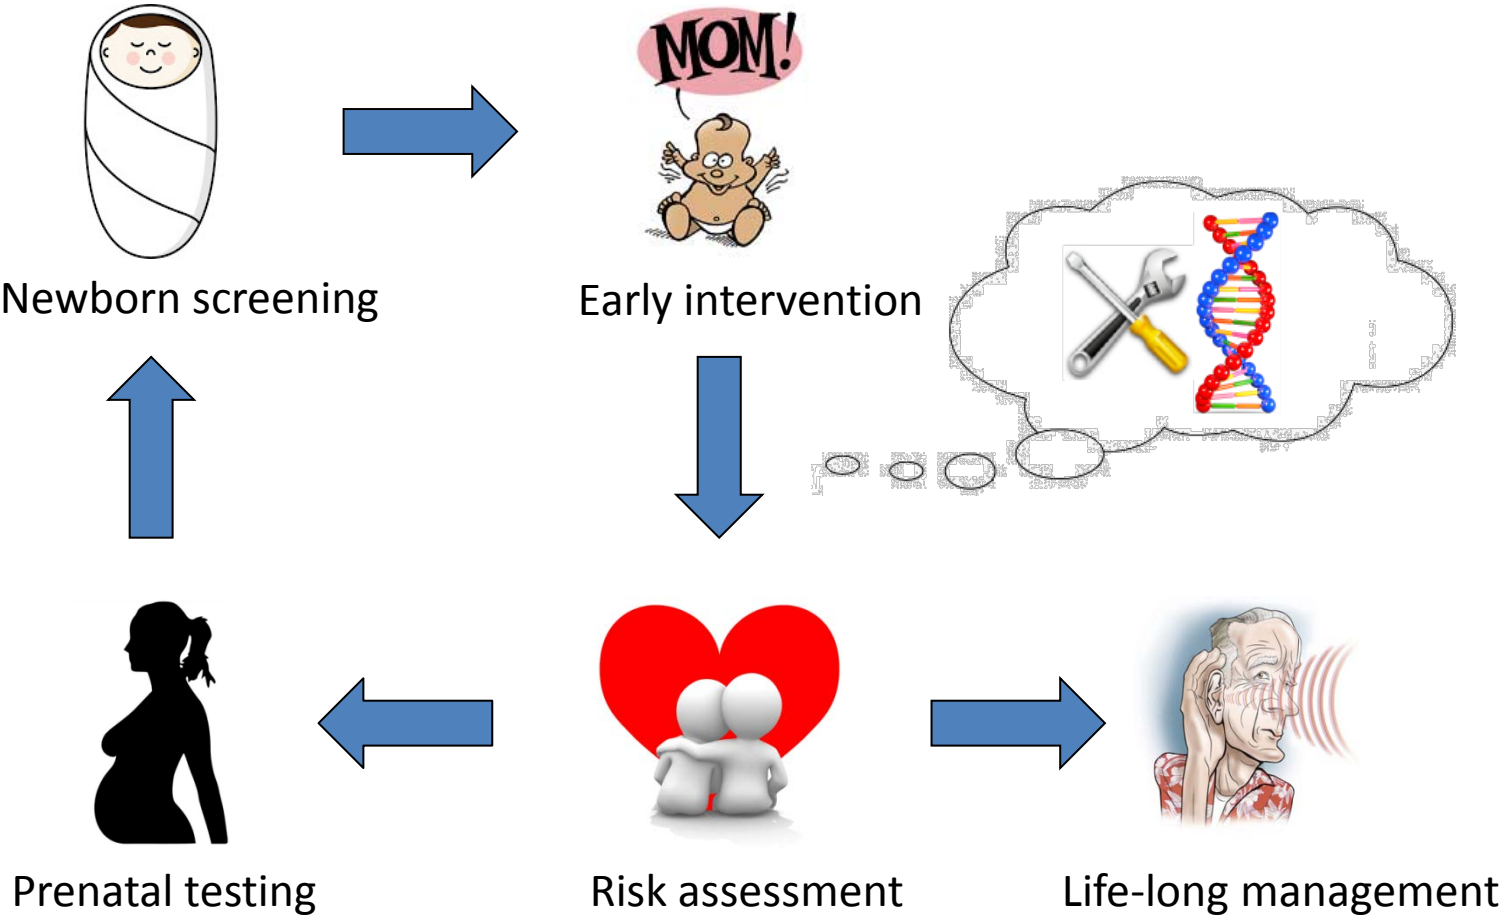 MOM!
Newborn screening
Early intervention
Prenatal testing
Risk assessment
Life-long management